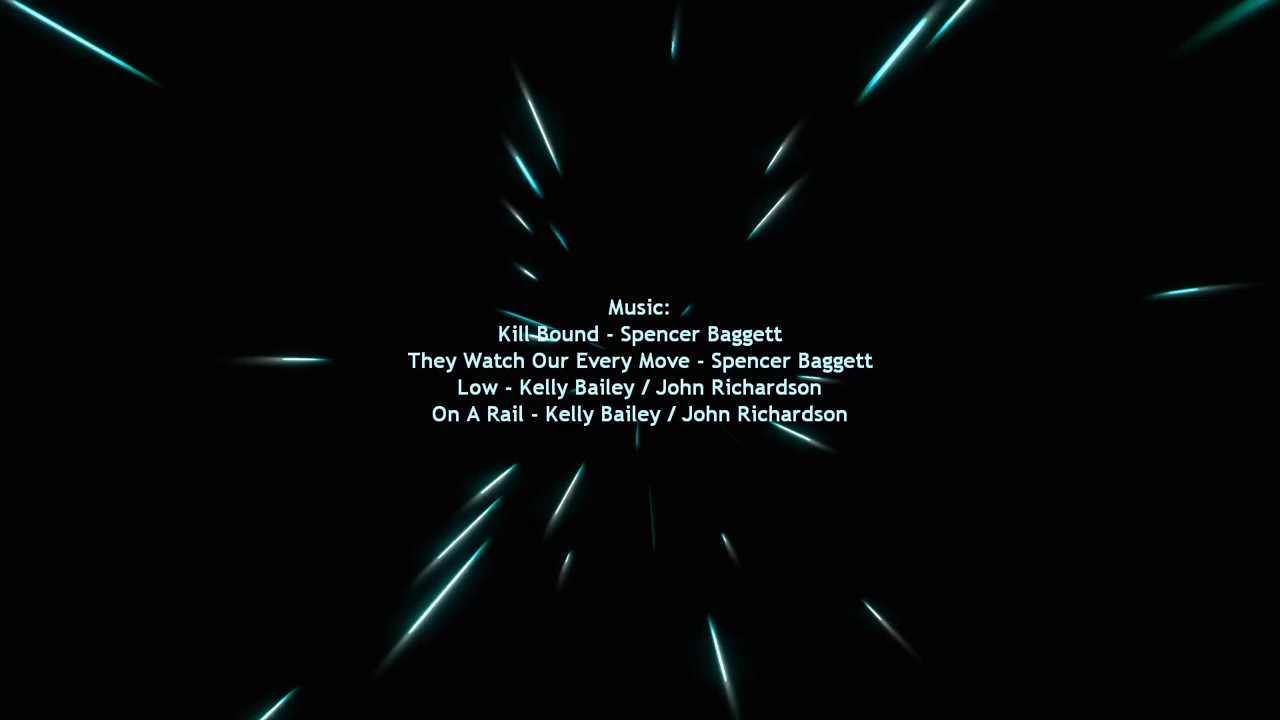 Music:
Kill Bound - Spencer Baggett
They Watch Our Every Move - Spencer Baggett
Low - Kelly Bailey / John Richardson
On A Rail - Kelly Bailey / John Richardson